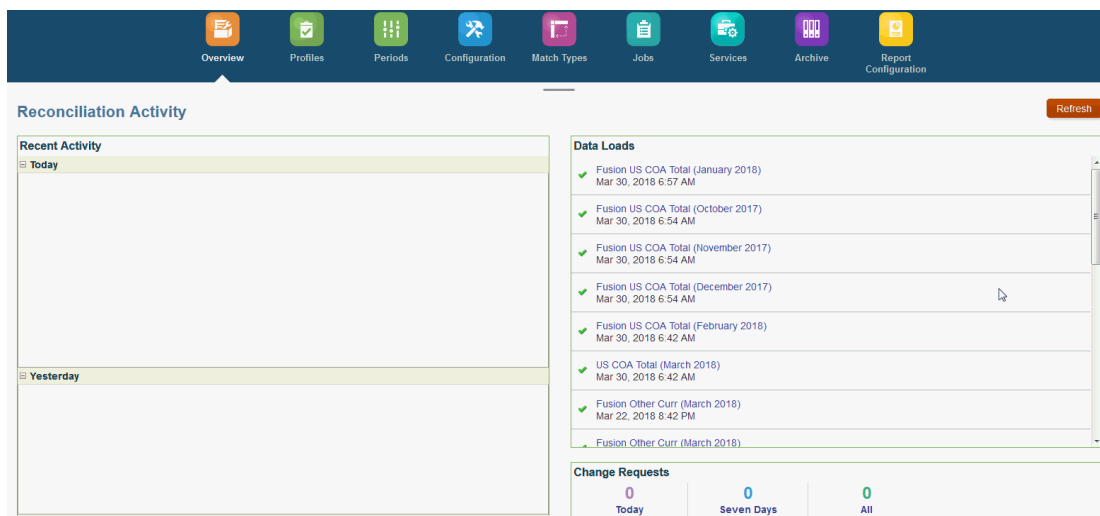 Overview
Profiles
Periods
Configuration
Match Types
Jobs
Services
Archive
Report
Configuration
Reconciliation Activity
Refresh
Recent Activity
Today
Yesterday
Data Loads
Fusion US COA Total (January 2018)
Mar 30, 2018 6:57 AM
Fusion US COA Total (October 2017)
Mar 30, 2018 6:54 AM
Fusion US COA Total (November 2017)
Mar 30, 2018 6:54 AM
Fusion US COA Total (December 2017)
Mar 30, 2018 6:54 AM
Fusion US COA Total (February 2018)
Mar 30, 2018 6:42 AM
US COA Total (March 2018)
Mar 30, 2018 6:42 AM
Fusion Other Curr (March 2018)
Mar 22, 2018 8:42 PM
Fusion Other Curr (March 2018)
Change Requests
0
Today
0
Seven Days
0
All